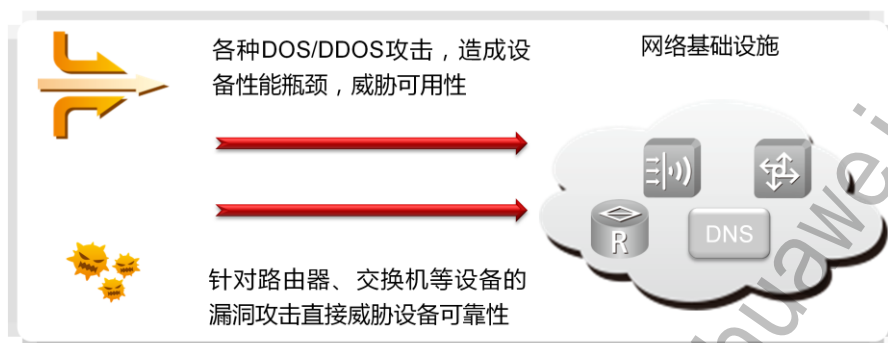 各种DOS/DDOS攻击，造成设
备性能瓶颈，威胁可用性
网络基础设施
R
DNS
针对路由器、交换机等设备的
漏洞攻击直接威胁设备可靠性
huawei